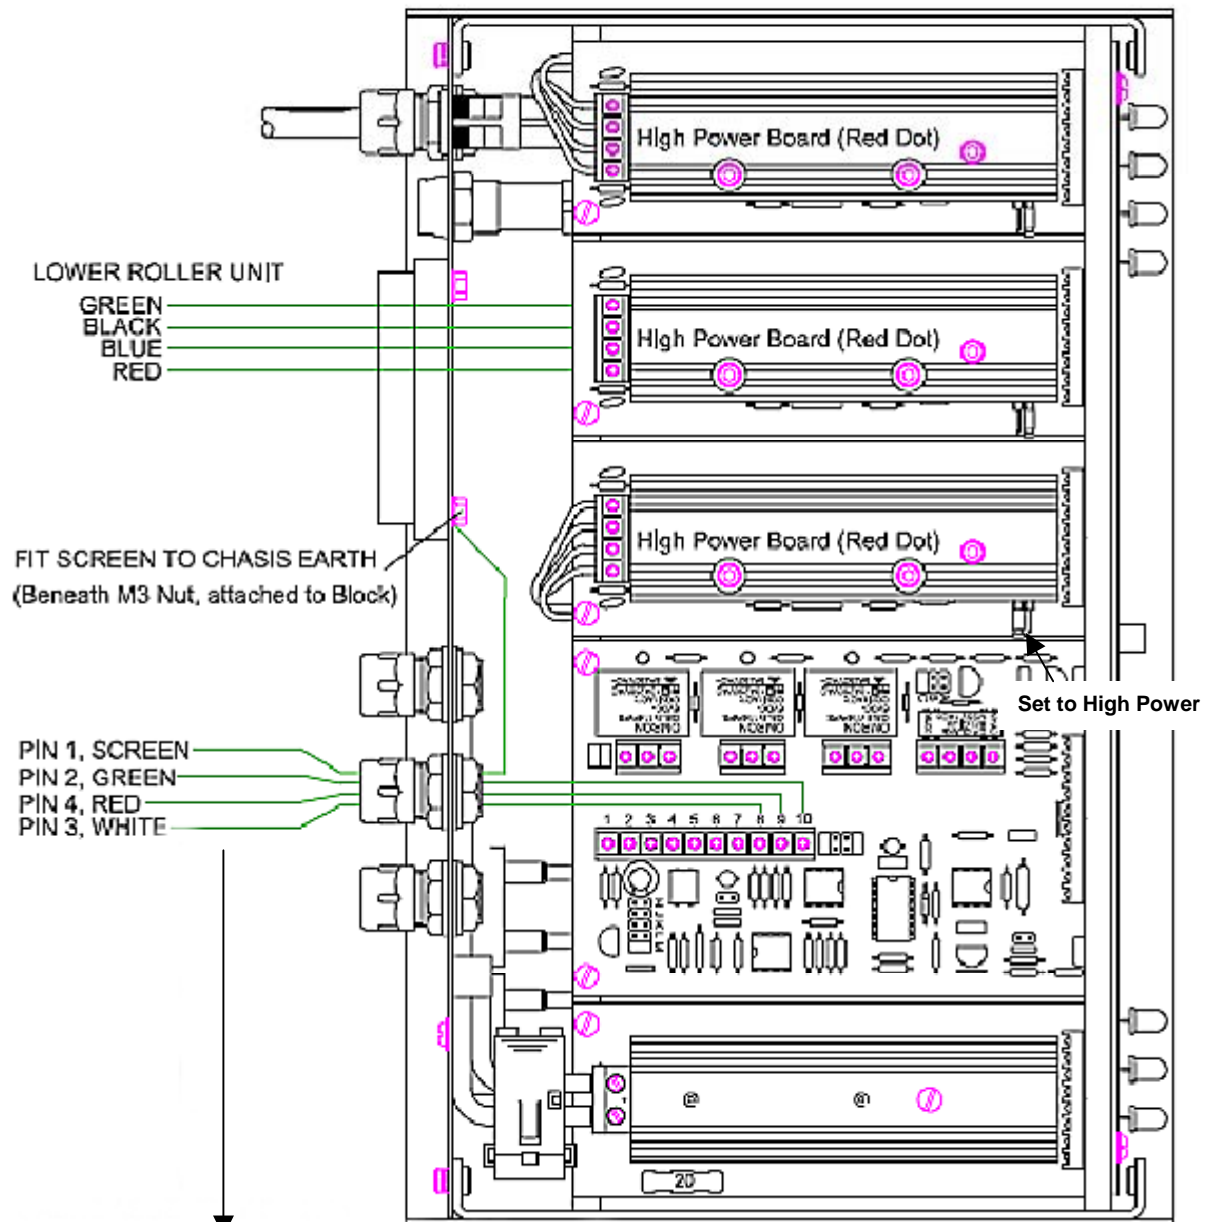 High Power Board (Red Dot)
LOWER ROLLER UNIT
GREEN
BLACK
BLUE
RED
High Power Board (Red Dot)
High Power Board (Red Dot)
FIT SCREEN TO CHASIS EARTH
(Beneath M3 Nut, attached to Block)
Set to High Power
PIN 1, SCREEN
PIN 2, GREEN
PIN 4, RED
PIN 3, WHITE
1 2 3 4 5 6 7 8 9 10
20